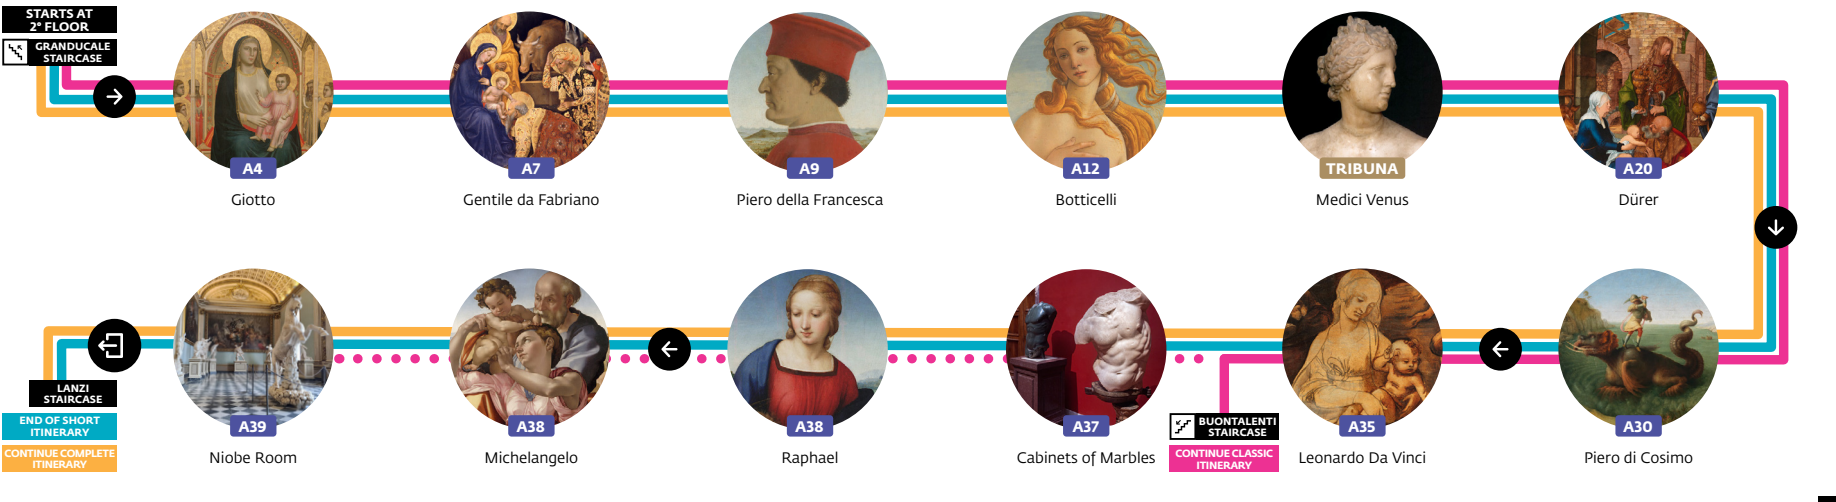 STARTS AT
2° FLOOR
GRANDUCALE
STAIRCASE
A4
Giotto
A7
Gentile da Fabriano
A9
Piero della Francesca
A12
Botticelli
TRIBUNA
Medici Venus
A20
Dürer
LANZI
STAIRCASE
END OF SHORT
ITINERARY
CONTINUE COMPLETE
ITINERARY
A39
Niobe Room
A38
Michelangelo
A38
Raphael
A37
Cabinets of Marbles
BUONTALENTI
STAIRCASE
CONTINUE CLASSIC
ITINERARY
A35
Leonardo Da Vinci
A30
Piero di Cosimo